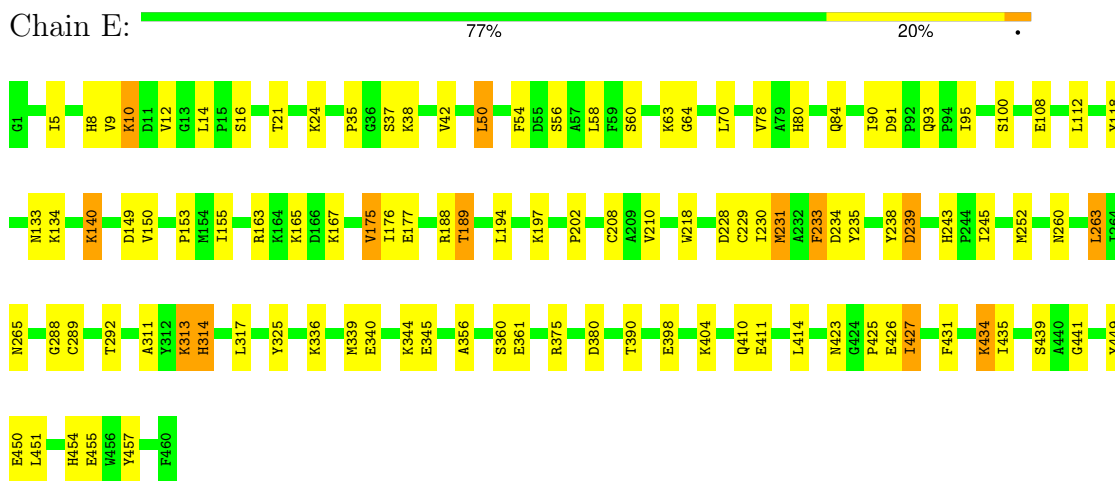 Chain E:
77% 20% •
G1 I5 H8 V9 K10 D11 V12 G13 L14 P15 S16 T21 K24 P35 G36 S37 K38 V42 L50 F54 D55 S56 A57 L58 F59 S60 K63 G64 L70 V78 A79 H80 Q84 I90 D91 P92 Q93 P94 I95 S100 E108 L112 Y118
N133 K134 K140 D149 V150 P153 M154 I155 R163 K164 K165 D166 K167 V175 I176 E177 R188 T189 L194 K197 P202 C208 A209 V210 W218 D228 C229 I230 M231 A232 F233 D234 Y235 Y238 D239 H243 P244 I245 M252 N260 L263 I264
N265 G288 C289 T292 A311 Y312 K313 H314 L317 Y325 K336 M339 E340 K344 E345 A356 S360 E361 R375 D380 T390 E398 K404 Q410 E411 L414 N423 G424 P425 E426 I427 F431 K434 I435 S439 A440 G441 Y449
E450 L451 H454 E455 W456 Y457 F460